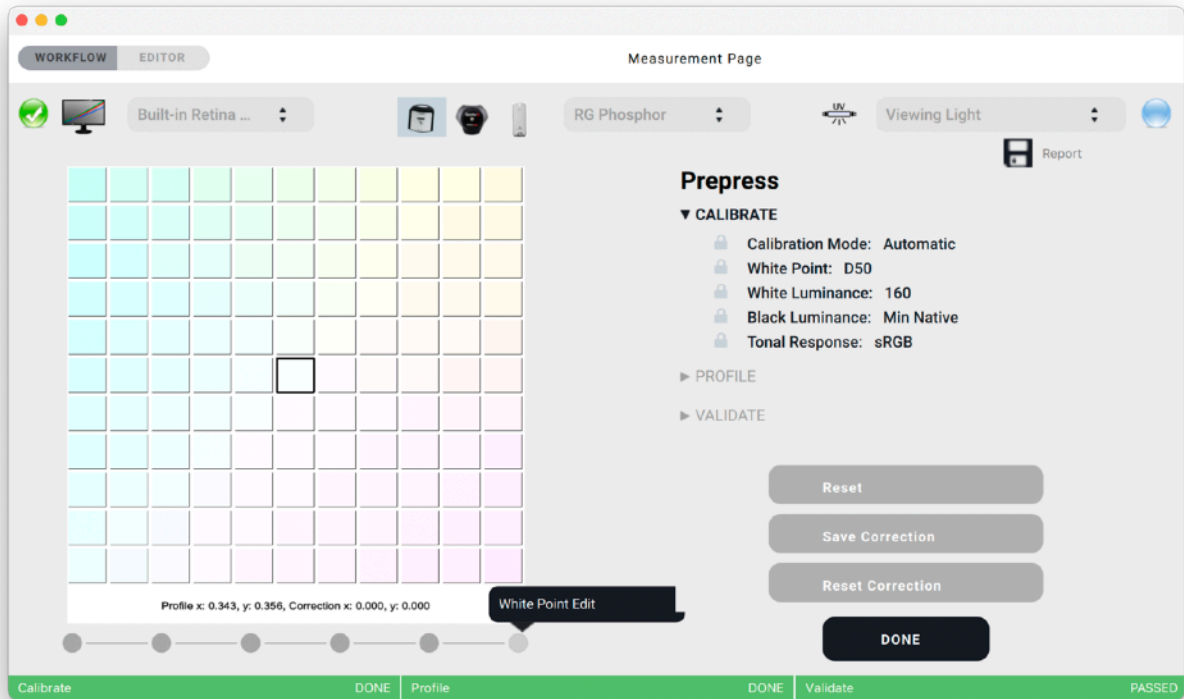 WORKFLOW EDITOR Measurement Page
Built-in Retina ... RG Phosphor UV Viewing Light
Report
Prepress
▼ CALIBRATE
Calibration Mode: Automatic
White Point: D50
White Luminance: 160
Black Luminance: Min Native
Tonal Response: sRGB
▶ PROFILE
▶ VALIDATE
Reset
Save Correction
Reset Correction
Profile x: 0.343, y: 0.356, Correction x: 0.000, y: 0.000
White Point Edit
DONE
Calibrate DONE Profile DONE Validate PASSED